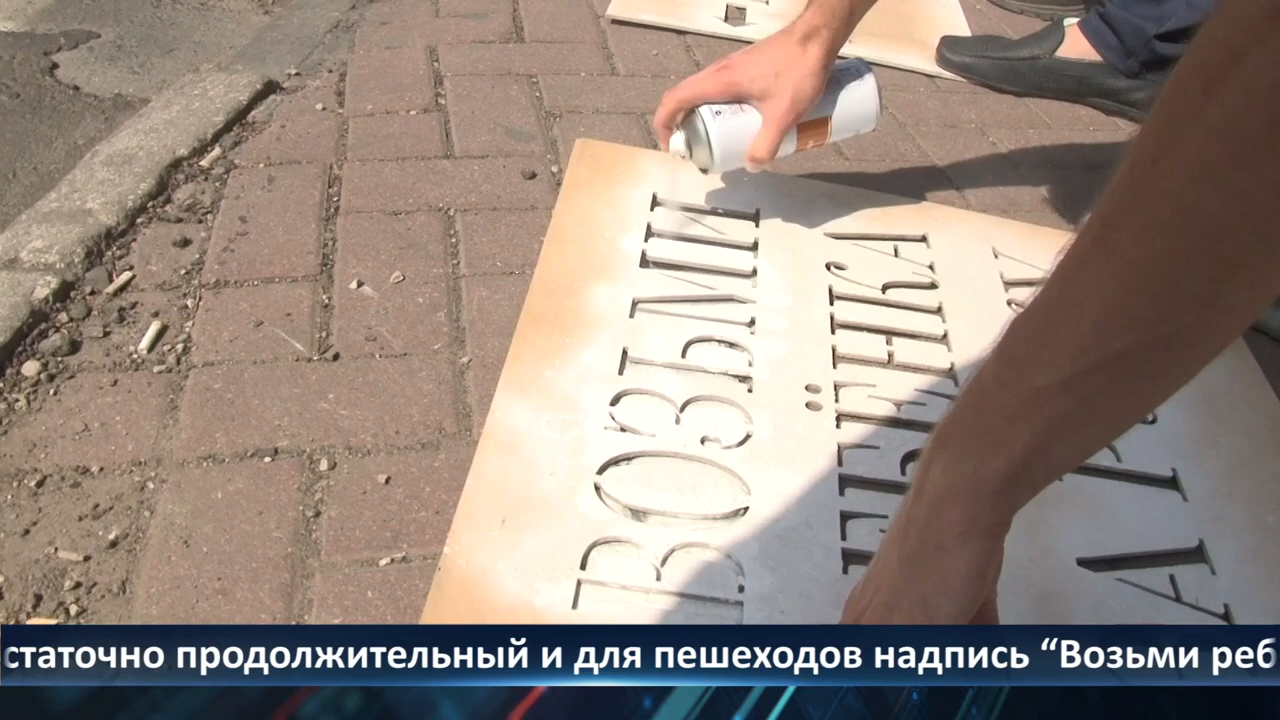 ВОЗЬМИ
РЕБЁНКА
статочно продолжительный и для пешеходов надпись “Возьми реб